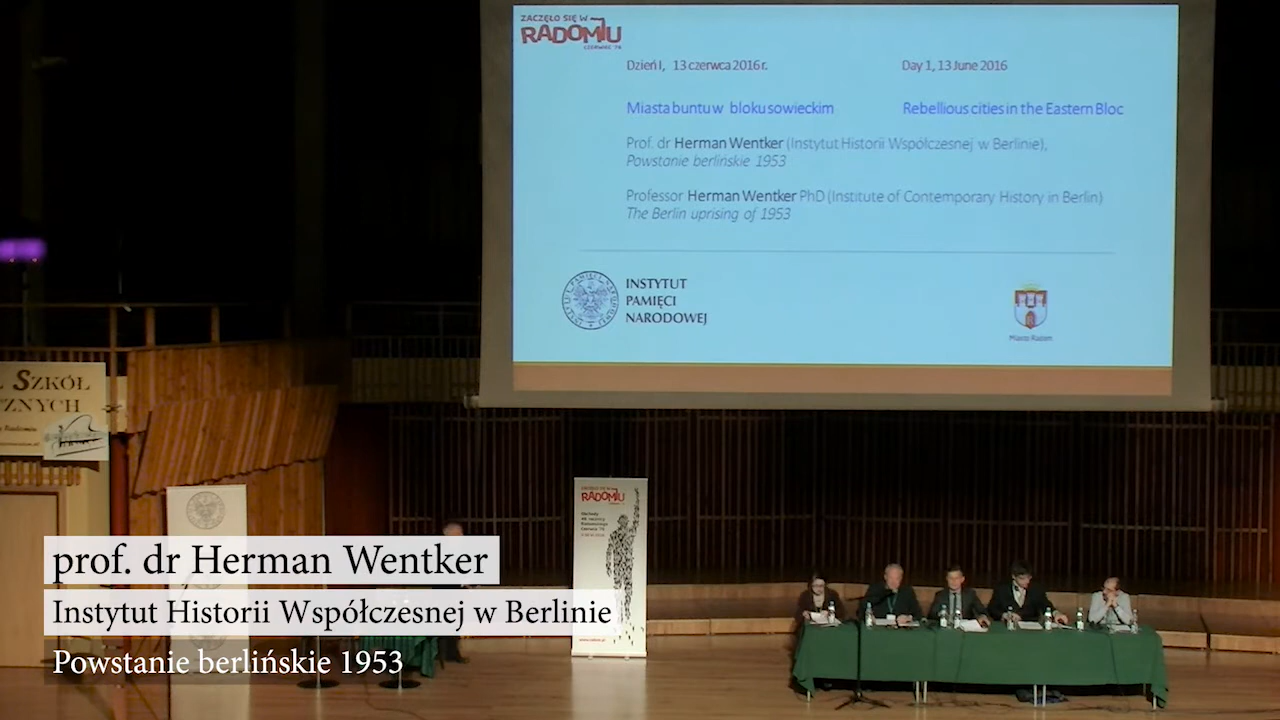 ZACZĘŁO SIĘ W
RADOMIU
CZERWIEC '76
Dzień I, 13 czerwca 2016 r.
Day 1, 13 June 2016
Miasta buntu w bloku sowieckim
Rebellious cities in the Eastern Bloc
Prof. dr Herman Wentker (Instytut Historii Współczesnej w Berlinie),
Powstanie berlińskie 1953
Professor Herman Wentker PhD (Institute of Contemporary History in Berlin)
The Berlin uprising of 1953
INSTYTUT
PAMIĘCI
NARODOWEJ
Miasto Radom
SZKÓŁ
ZNYCH
RADOMIU
prof. dr Herman Wentker
Instytut Historii Współczesnej w Berlinie
Powstanie berlińskie 1953